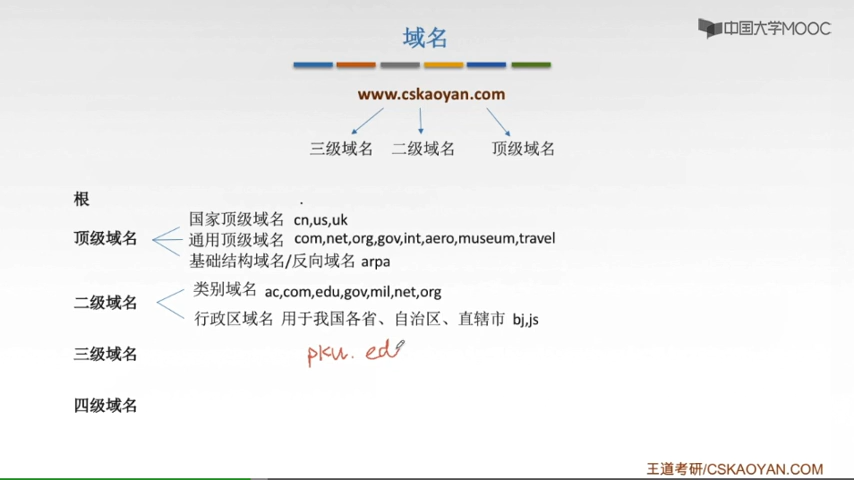 中国大学MOOC
域名
www.cskaoyan.com
三级域名 二级域名 顶级域名
根 .
国家顶级域名 cn,us,uk
顶级域名 通用顶级域名 com,net,org,gov,int,aero,museum,travel
基础结构域名/反向域名 arpa
类别域名 ac,com,edu,gov,mil,net,org
二级域名
行政区域名 用于我国各省、自治区、直辖市 bj,js
三级域名 pku. ed
四级域名
王道考研/CSKAOYAN.COM